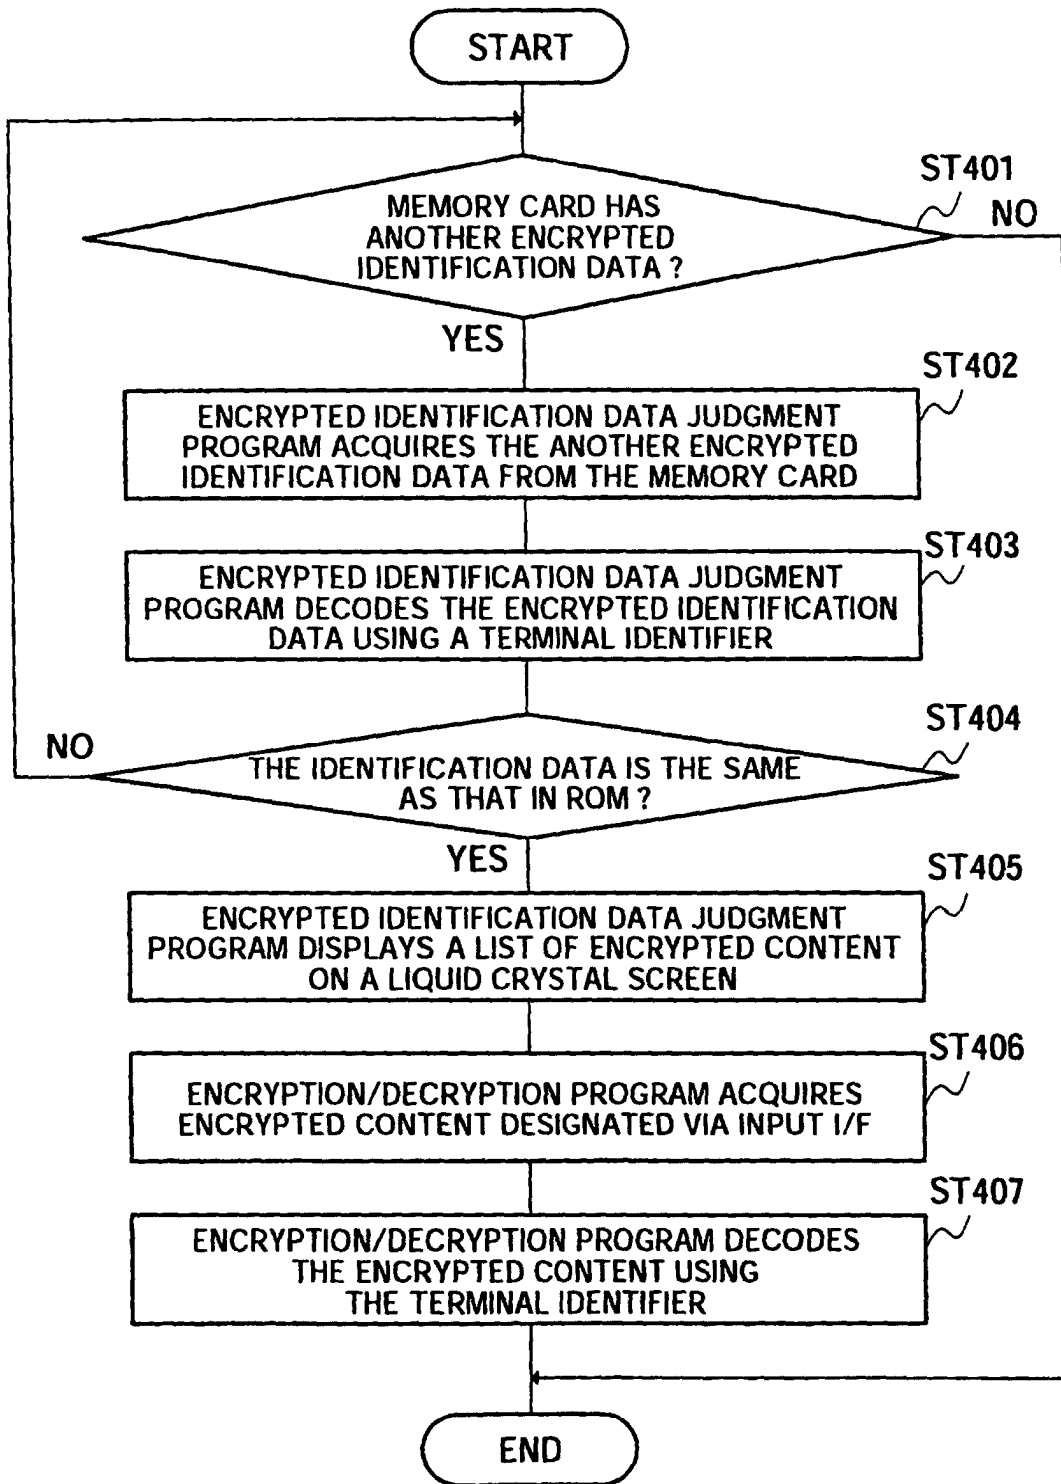 START
ST401
MEMORY CARD HAS
ANOTHER ENCRYPTED
IDENTIFICATION DATA ?
NO
YES
ST402
ENCRYPTED IDENTIFICATION DATA JUDGMENT
PROGRAM ACQUIRES THE ANOTHER ENCRYPTED
IDENTIFICATION DATA FROM THE MEMORY CARD
ST403
ENCRYPTED IDENTIFICATION DATA JUDGMENT
PROGRAM DECODES THE ENCRYPTED IDENTIFICATION
DATA USING A TERMINAL IDENTIFIER
ST404
NO
THE IDENTIFICATION DATA IS THE SAME
AS THAT IN ROM ?
YES
ST405
ENCRYPTED IDENTIFICATION DATA JUDGMENT
PROGRAM DISPLAYS A LIST OF ENCRYPTED CONTENT
ON A LIQUID CRYSTAL SCREEN
ST406
ENCRYPTION/DECRYPTION PROGRAM ACQUIRES
ENCRYPTED CONTENT DESIGNATED VIA INPUT I/F
ST407
ENCRYPTION/DECRYPTION PROGRAM DECODES
THE ENCRYPTED CONTENT USING
THE TERMINAL IDENTIFIER
END